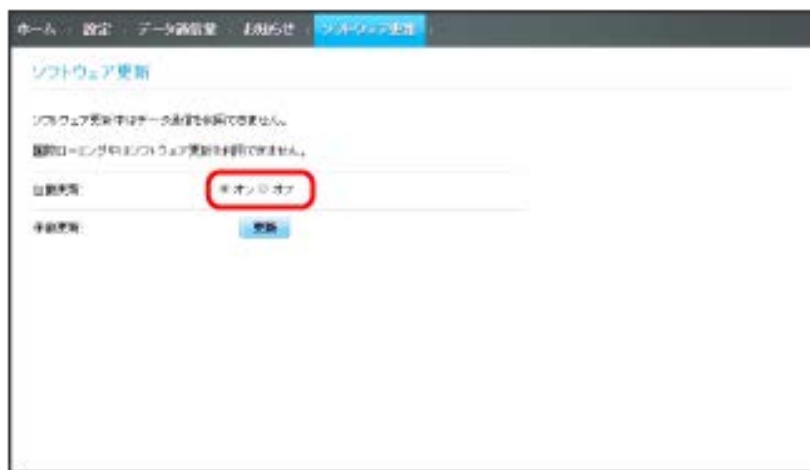 ホーム 設定 データ通信量 お知らせ ソフトウェア更新
ソフトウェア更新
ソフトウェア更新中はデータ通信を利用できません。
国際ローミング中はソフトウェア更新を利用できません。
自動更新: オン オフ
手動更新: 更新